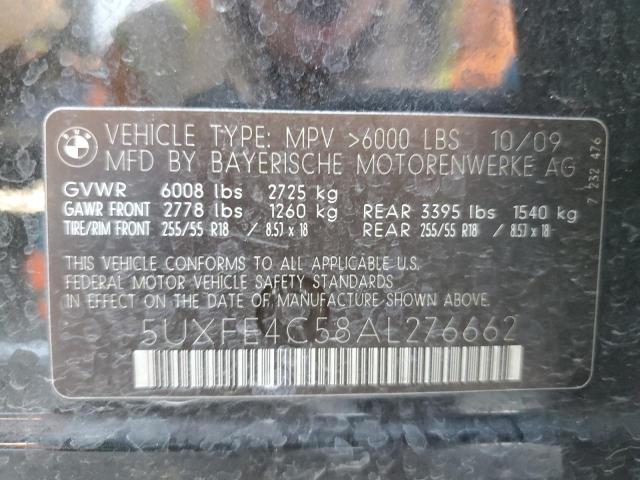 BMW VEHICLE TYPE: MPV >6000 LBS 10/09
MFD BY BAYERISCHE MOTORENWERKE AG
GVWR 6008 lbs 2725 kg
GAWR FRONT 2778 lbs 1260 kg REAR 3395 lbs 1540 kg
TIRE/RIM FRONT 255/55 R18 / 8.5J x 18 REAR 255/55 R18 / 8.5J x 18
THIS VEHICLE CONFORMS TO ALL APPLICABLE U.S.
FEDERAL MOTOR VEHICLE SAFETY STANDARDS
IN EFFECT ON THE DATE OF MANUFACTURE SHOWN ABOVE.
5UXFE4C58AL276662
7 232 476